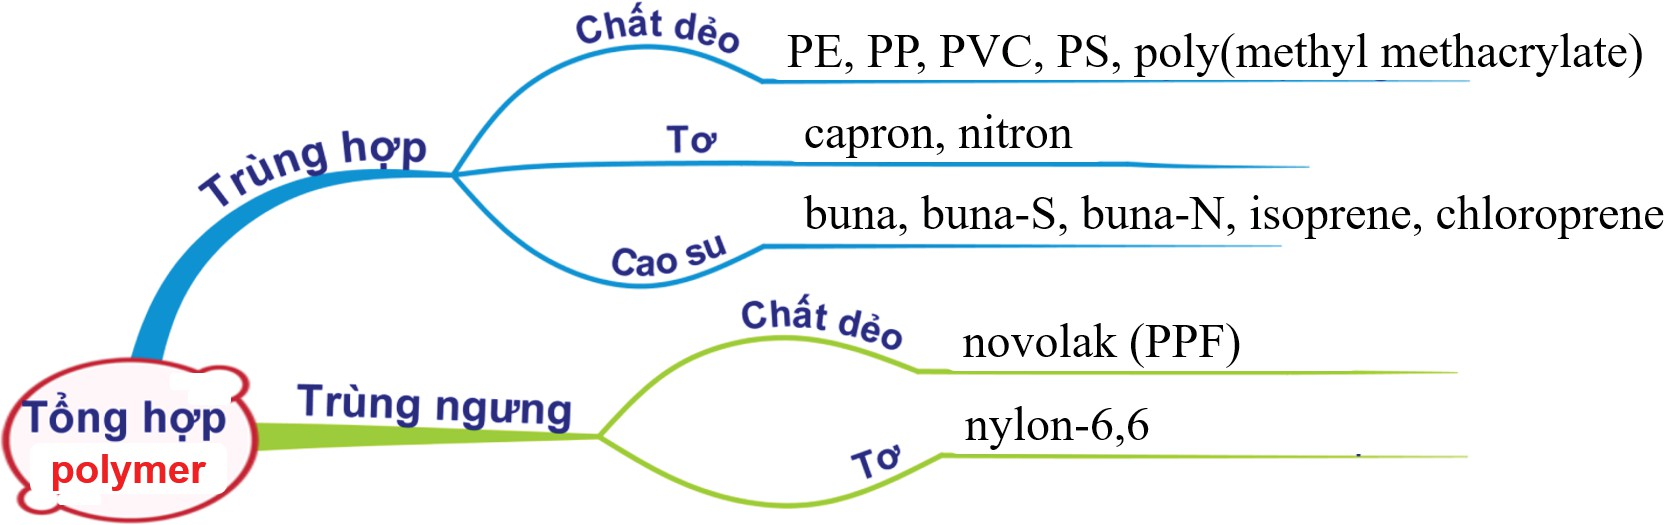 Chất dẻo
PE, PP, PVC, PS, poly(methyl methacrylate)
Trùng hợp
Tơ
capron, nitron
Cao su
buna, buna-S, buna-N, isoprene, chloroprene
Chất dẻo
novolak (PPF)
Tổng hợp
polymer
Trùng ngưng
Tơ
nylon-6,6